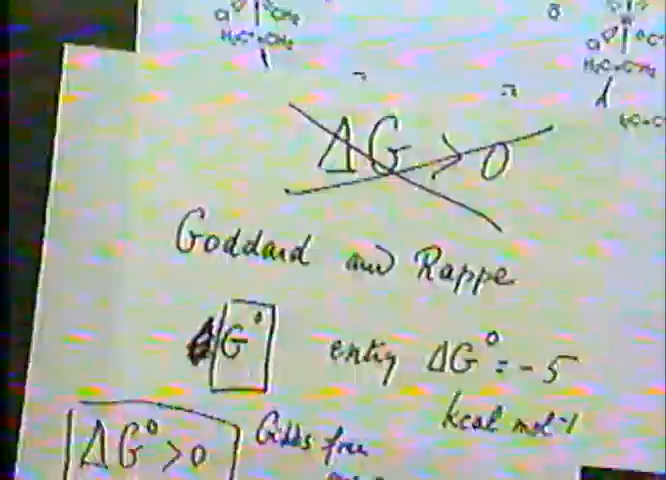 ΔG > 0
Goddard and Rappe
G° entry ΔG° = - 5
kcal mol-1
ΔG° > 0 Gibbs free